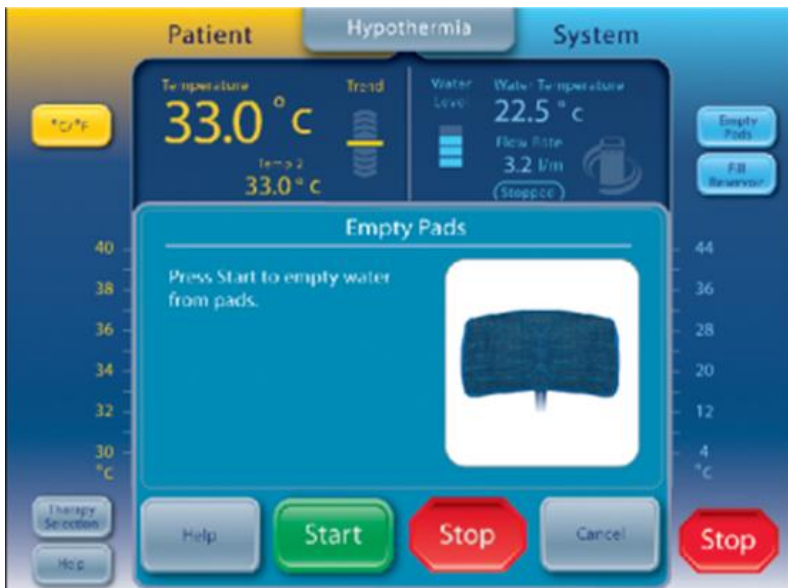 Patient
Hypothermia
System
°C/°F
Temperature
33.0 °c
Trend
Temp 2
33.0 ° c
Water
Level
Water Temperature
22.5 ° c
Flow Rate
3.2 l/m
(Stopped)
Empty
Pads
Fill
Reservoir
Empty Pads
Press Start to empty water
from pads.
40
38
36
34
32
30
°C
44
36
28
20
12
4
°C
Therapy
Selection
Help
Help
Start
Stop
Cancel
Stop